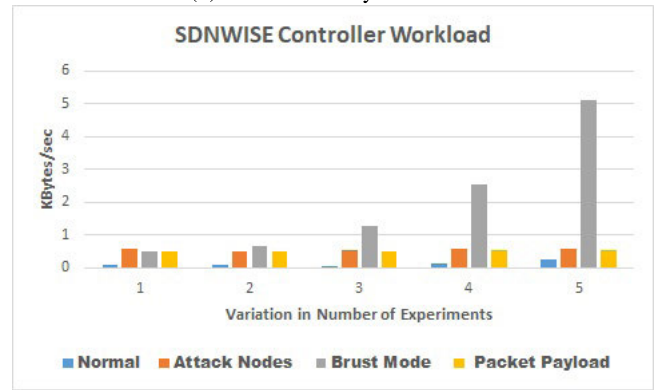 SDNWISE Controller Workload
6
5
4
3
2
1
0
KBytes/sec
1 2 3 4 5
Variation in Number of Experiments
Normal Attack Nodes Brust Mode Packet Payload